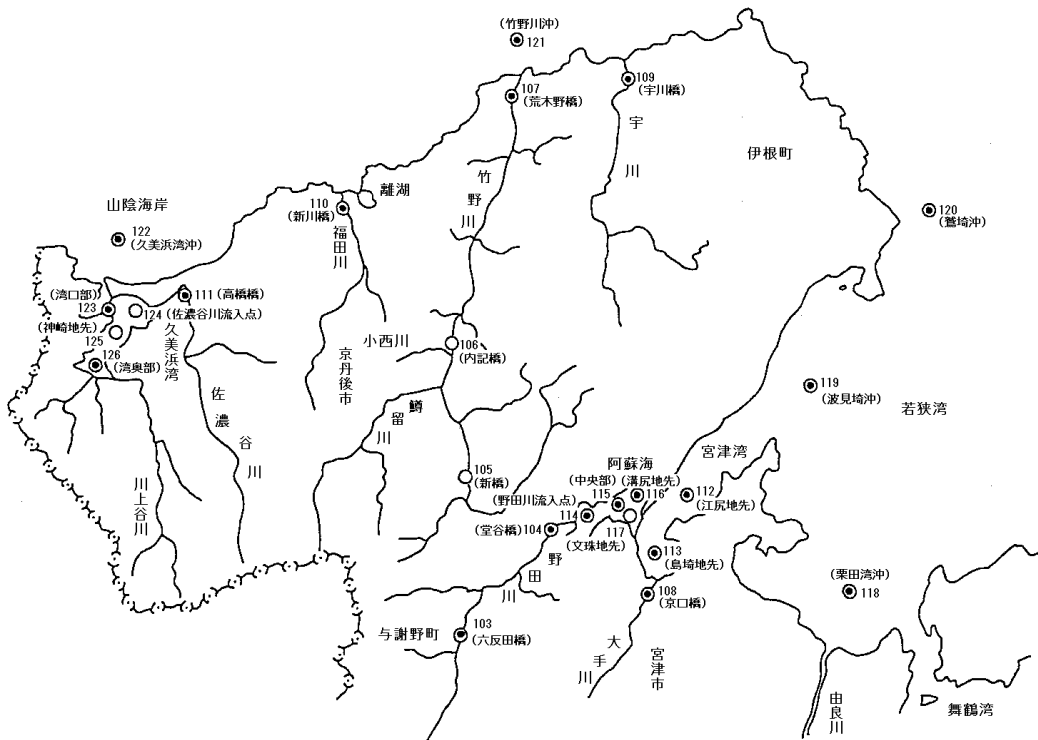 (竹野川沖)
121
109
(宇川橋)
107
(荒木野橋)
宇川
伊根町
竹野川
離湖
山陰海岸
122
(久美浜湾沖)
110
(新川橋)
福田川
120
(鷲埼沖)
(湾口部)
123
111 (高橋橋)
124 (佐濃谷川流入点)
(神崎地先)
125
久美浜湾
126
(湾奥部)
小西川
106
(内記橋)
京丹後市
佐濃谷川
119
(波見埼沖)
若狭湾
鱒留川
宮津湾
阿蘇海
105
(新橋)
(中央部)
(溝尻地先)
115
116
112
(江尻地先)
(野田川流入点)
114
川上谷川
(堂谷橋) 104
117
(文珠地先)
113
(島埼地先)
野田川
(栗田湾沖)
118
108
(京口橋)
与謝野町
103
(六反田橋)
大手川
宮津市
由良川
舞鶴湾